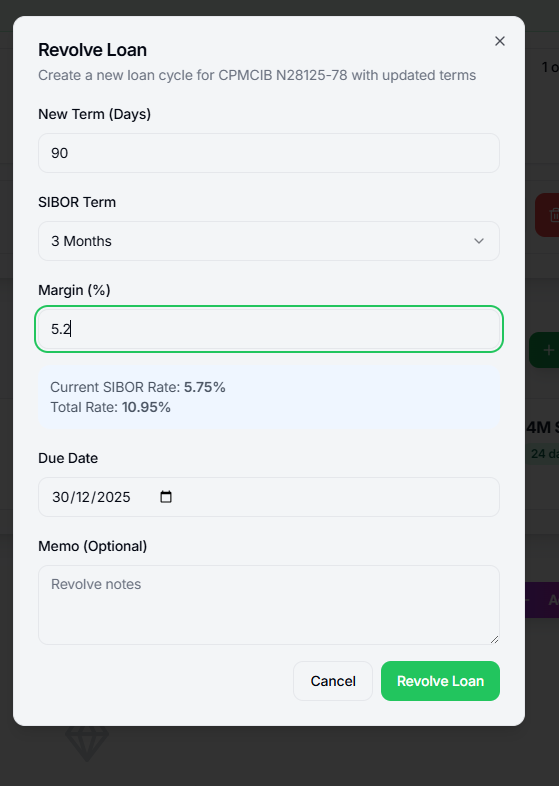 Revolve Loan
Create a new loan cycle for CPMCIB N28125-78 with updated terms
1 o
New Term (Days)
90
SIBOR Term
3 Months
Margin (%)
5.2
Current SIBOR Rate: 5.75%
Total Rate: 10.95%
4M S
24 da
Due Date
30/12/2025
Memo (Optional)
Revolve notes
A
Cancel
Revolve Loan